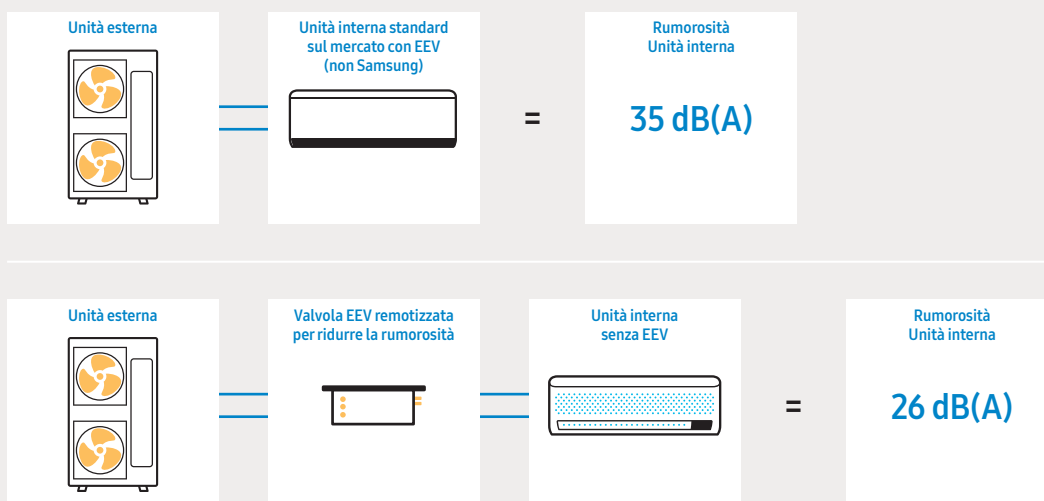 Unità esterna
Unità interna standard
sul mercato con EEV
(non Samsung)
Rumorosità
Unità interna
=
35 dB(A)
Unità esterna
Valvola EEV remotizzata
per ridurre la rumorosità
Unità interna
senza EEV
Rumorosità
Unità interna
=
26 dB(A)